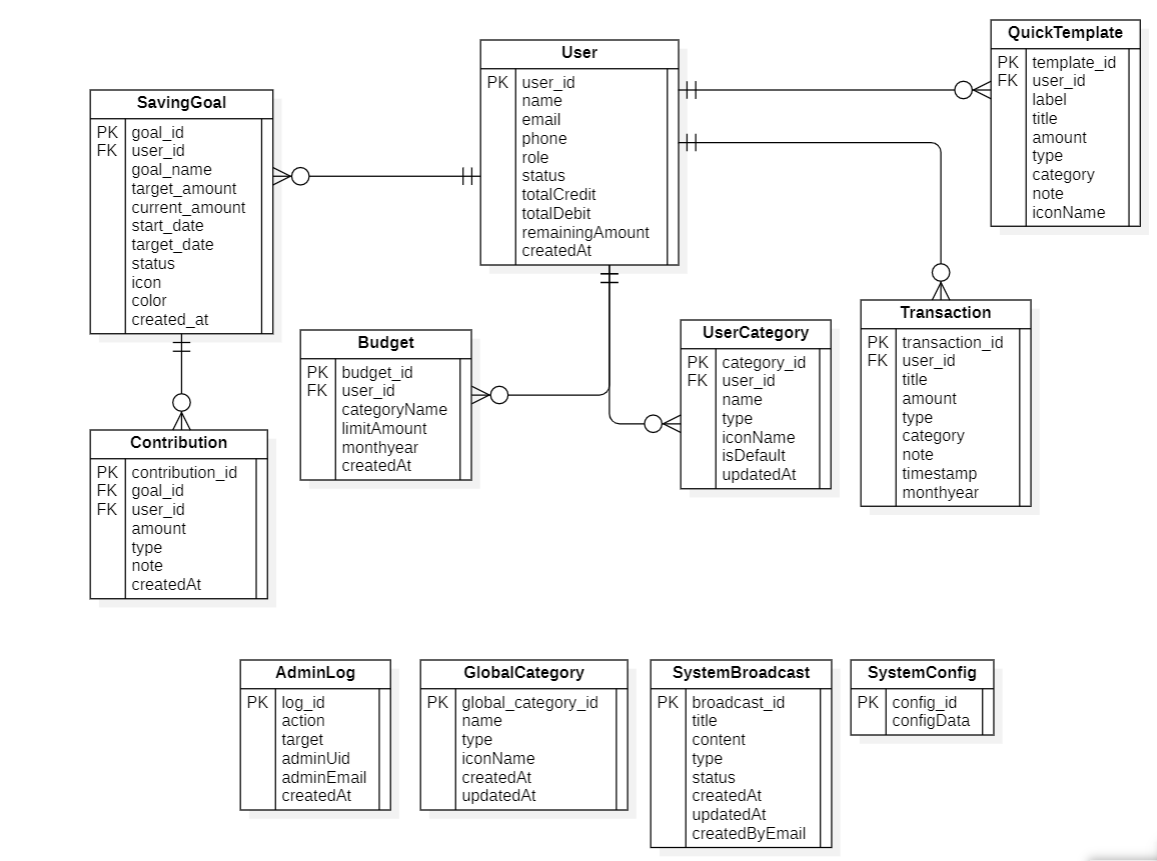 User
PK user_id
name
email
phone
role
status
totalCredit
totalDebit
remainingAmount
createdAt
QuickTemplate
PK template_id
FK user_id
label
title
amount
type
category
note
iconName
SavingGoal
PK goal_id
FK user_id
goal_name
target_amount
current_amount
start_date
target_date
status
icon
color
created_at
Budget
PK budget_id
FK user_id
categoryName
limitAmount
monthyear
createdAt
UserCategory
PK category_id
FK user_id
name
type
iconName
isDefault
updatedAt
Transaction
PK transaction_id
FK user_id
title
amount
type
category
note
timestamp
monthyear
Contribution
PK contribution_id
FK goal_id
FK user_id
amount
type
note
createdAt
AdminLog
PK log_id
action
target
adminUid
adminEmail
createdAt
GlobalCategory
PK global_category_id
name
type
iconName
createdAt
updatedAt
SystemBroadcast
PK broadcast_id
title
content
type
status
createdAt
updatedAt
createdByEmail
SystemConfig
PK config_id
configData